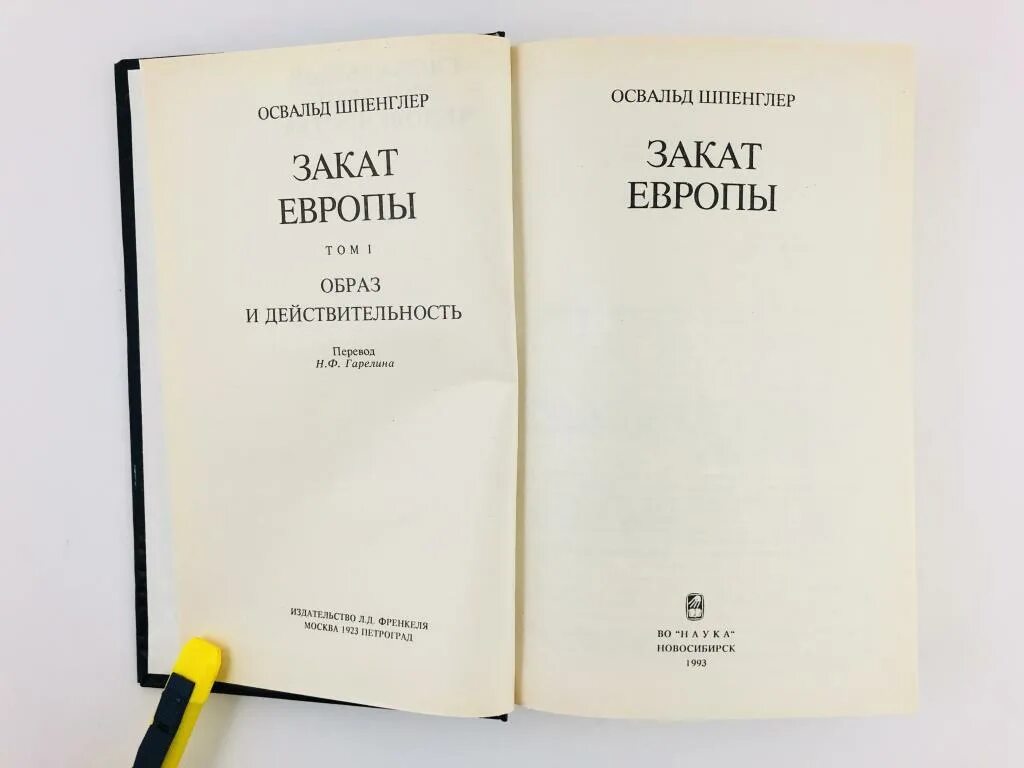 ОСВАЛЬД ШПЕНГЛЕР
ЗАКАТ
ЕВРОПЫ
ТОМ I
ОБРАЗ
И ДЕЙСТВИТЕЛЬНОСТЬ
Перевод
Н.Ф. Гарелина
ИЗДАТЕЛЬСТВО Л.Д. ФРЕНКЕЛЯ
МОСКВА 1923 ПЕТРОГРАД
ОСВАЛЬД ШПЕНГЛЕР
ЗАКАТ
ЕВРОПЫ
ВО "НАУКА"
НОВОСИБИРСК
1993